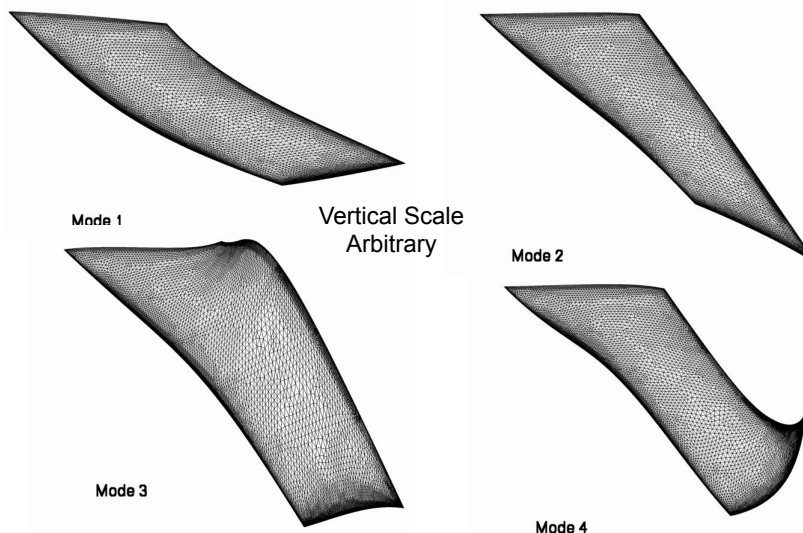 Mode 1
Vertical Scale
Arbitrary
Mode 2
Mode 3
Mode 4